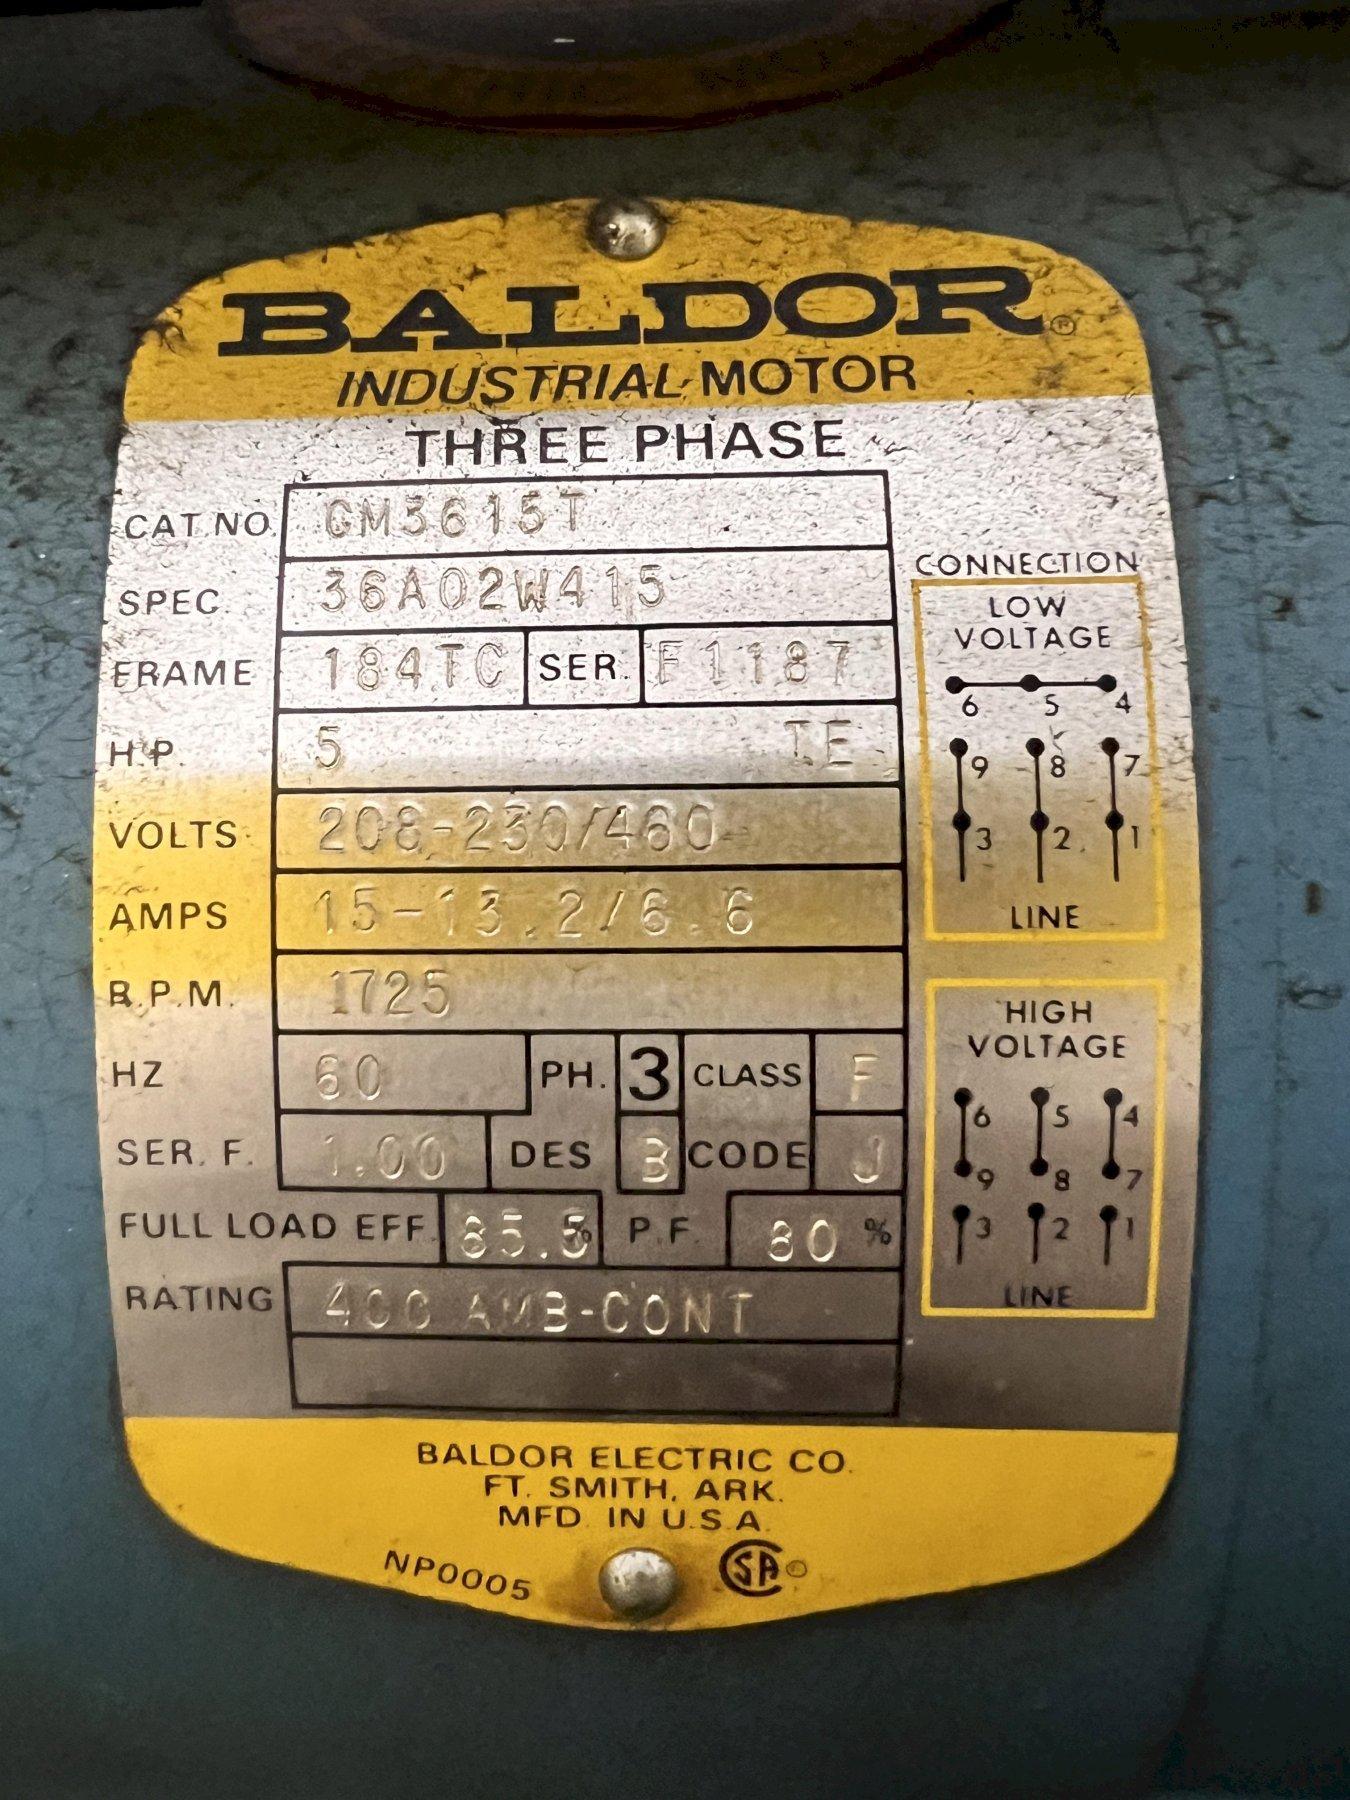 BALDOR®
INDUSTRIAL MOTOR
THREE PHASE
CAT. NO. CM3615T
SPEC. 36A02W415
FRAME 184TC SER. F1187
H.P. 5 TE
VOLTS 208-230/460
AMPS 15-13.2/6.6
R.P.M. 1725
HZ 60 PH. 3 CLASS F
SER. F. 1.00 DES B CODE J
FULL LOAD EFF. 85.5% P.F. 80 %
RATING 40C AMB-CONT
CONNECTION
LOW
VOLTAGE
6 5 4
9 8 7
3 2 1
LINE
HIGH
VOLTAGE
6 5 4
9 8 7
3 2 1
LINE
BALDOR ELECTRIC CO.
FT. SMITH, ARK.
MFD. IN U.S.A.
NP0005 SA®